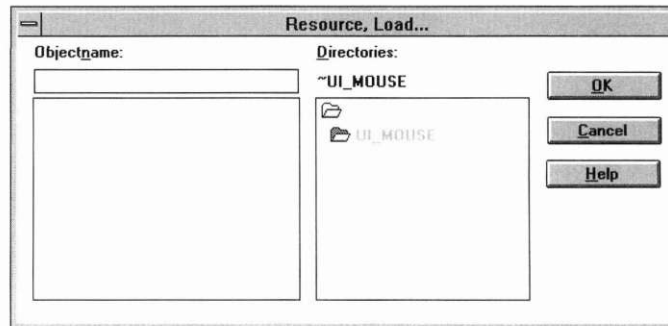 Resource, Load...
Objectname:
Directories:
~UI_MOUSE
UI_MOUSE
OK
Cancel
Help